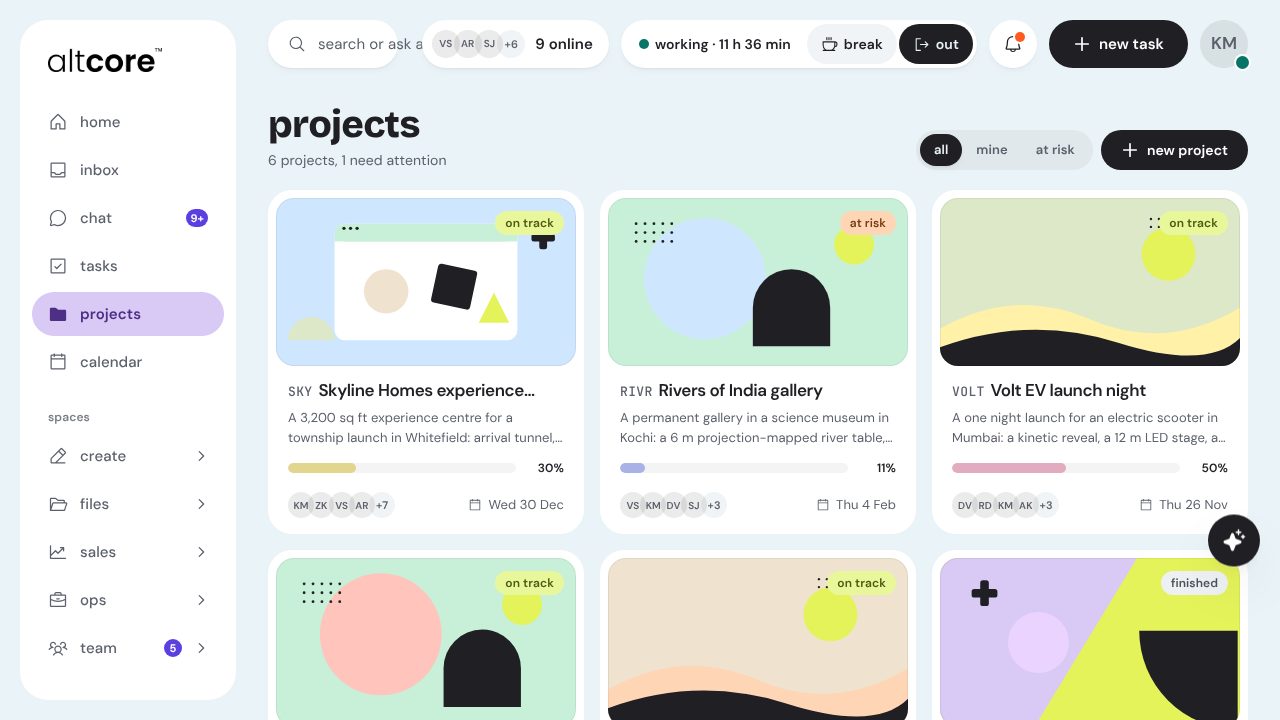 altcore™
search or ask a
VS AR SJ +6 9 online
working · 11 h 36 min
break
out
new task
KM
home
inbox
chat 9+
tasks
projects
calendar
spaces
create
files
sales
ops
team 5
projects
6 projects, 1 need attention
all mine at risk
new project
on track
SKY Skyline Homes experience…
A 3,200 sq ft experience centre for a
township launch in Whitefield: arrival tunnel,…
30%
KM ZK VS AR +7 Wed 30 Dec
at risk
RIVR Rivers of India gallery
A permanent gallery in a science museum in
Kochi: a 6 m projection-mapped river table,…
11%
VS KM DV SJ +3 Thu 4 Feb
on track
VOLT Volt EV launch night
A one night launch for an electric scooter in
Mumbai: a kinetic reveal, a 12 m LED stage, a…
50%
DV RD KM AK +3 Thu 26 Nov
on track
on track
finished